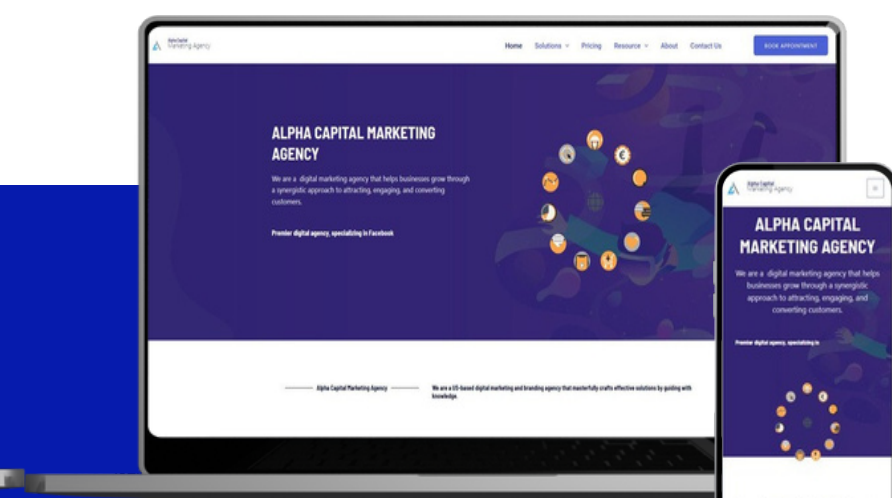 Alpha Capital
Marketing Agency
Home Solutions Pricing Resource About Contact Us
BOOK APPOINTMENT
ALPHA CAPITAL MARKETING
AGENCY
We are a digital marketing agency that helps businesses grow through
a synergistic approach to attracting, engaging, and converting
customers.
Premier digital agency, specializing in Facebook
Alpha Capital Marketing Agency
We are a US-based digital marketing and branding agency that masterfully crafts effective solutions by guiding with
knowledge.
Alpha Capital
Marketing Agency
ALPHA CAPITAL
MARKETING AGENCY
We are a digital marketing agency that helps
businesses grow through a synergistic
approach to attracting, engaging, and
converting customers.
Premier digital agency, specializing in